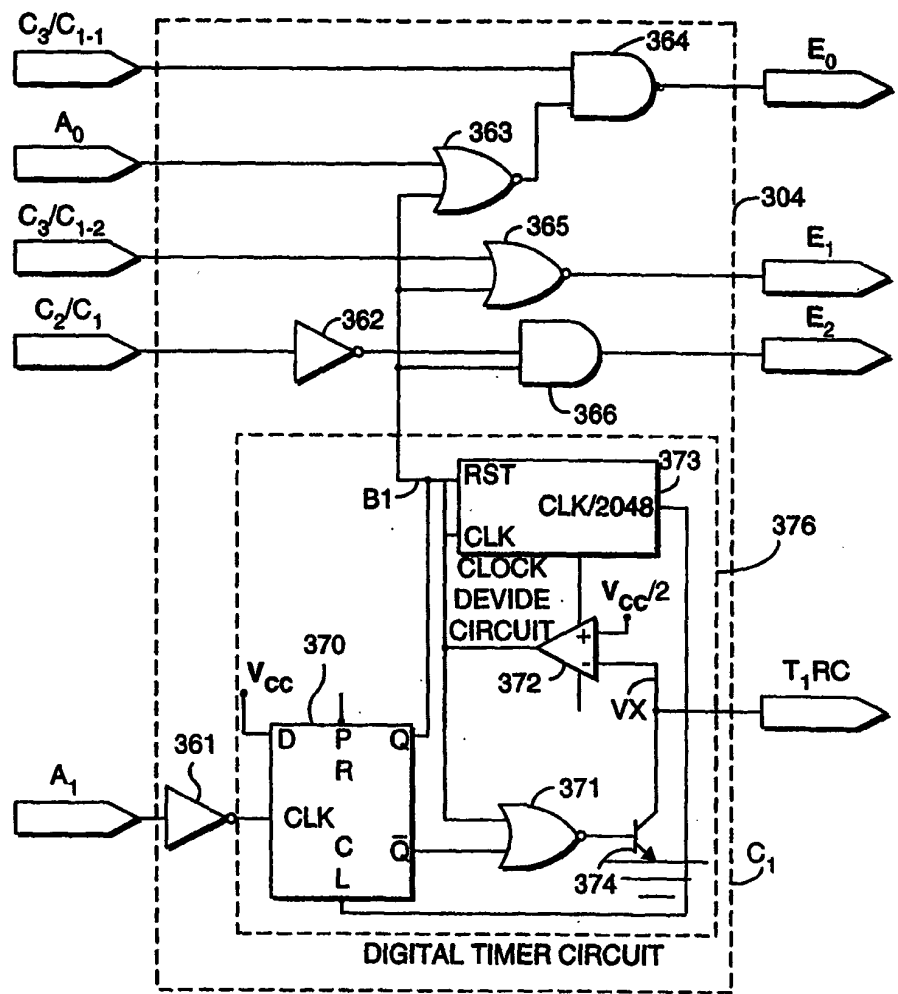 C3/C1-1
364
E0
A0
363
304
C3/C1-2
365
E1
C2/C1
362
E2
366
B1
RST
373
CLK/2048
CLK
376
CLOCK
DEVIDE
CIRCUIT
VCC/2
+
-
372
370
VCC
VX
T1RC
D
P
Q
R
361
A1
CLK
371
C
Q̅
L
374
C1
DIGITAL TIMER CIRCUIT